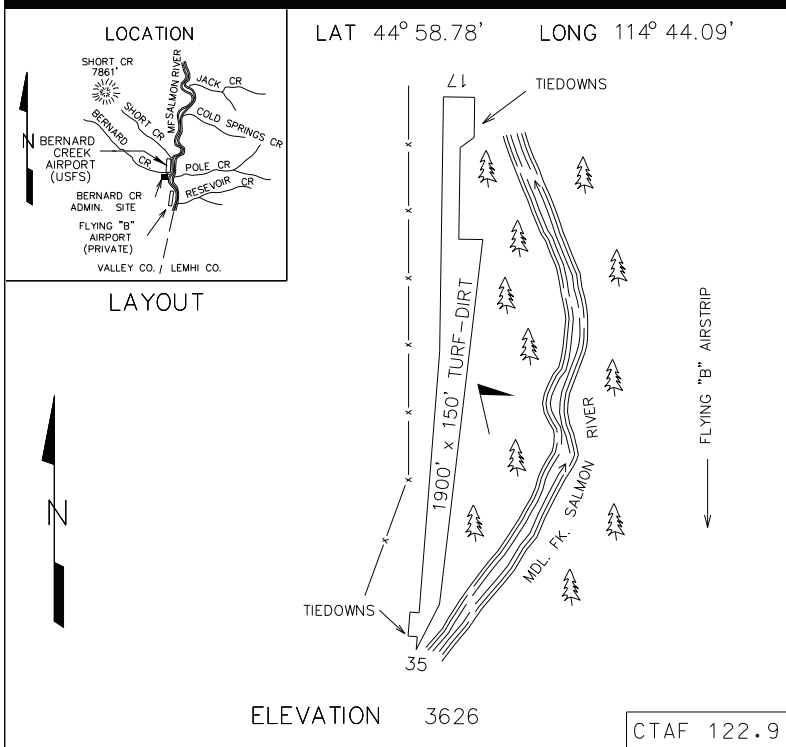 LOCATION
LAT 44° 58.78' LONG 114° 44.09'
SHORT CR
7861'
MF SALMON RIVER
JACK CR
SHORT CR
COLD SPRINGS CR
BERNARD CR
N
BERNARD
CREEK
AIRPORT
(USFS)
POLE CR
RESEVOIR CR
BERNARD CR
ADMIN. SITE
FLYING "B"
AIRPORT
(PRIVATE)
VALLEY CO. / LEMHI CO.
17
TIEDOWNS
LAYOUT
1900' x 150' TURF-DIRT
FLYING "B" AIRSTRIP
N
MDL. FK. SALMON RIVER
TIEDOWNS
35
ELEVATION 3626
CTAF 122.9